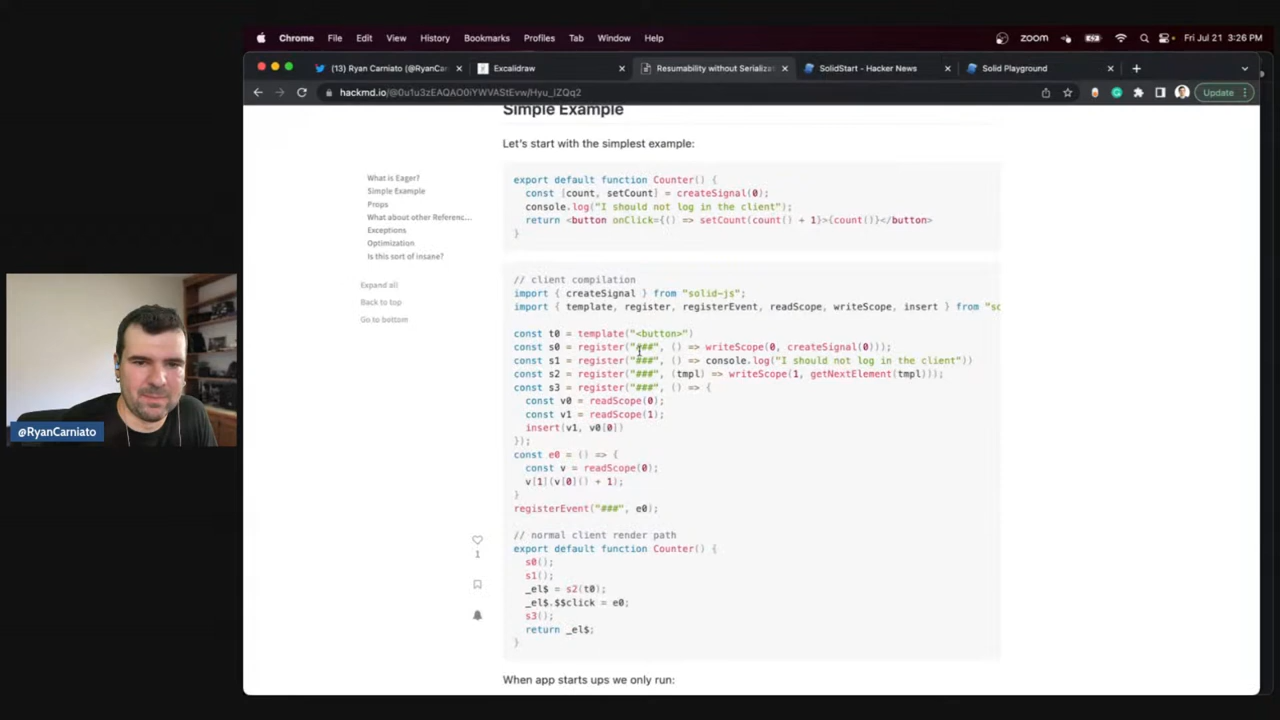 Chrome File Edit View History Bookmarks Profiles Tab Window Help
zoom Fri Jul 21 3:26 PM
(13) Ryan Carniato (@RyanCar
Excalidraw
Resumability without Serializa
SolidStart - Hacker News
Solid Playground
hackmd.io/@0u1u3zEAQAO0iYWVAStEvw/Hyu_IZQq2
Update
Simple Example
Let's start with the simplest example:
What is Eager?
Simple Example
Props
What about other Referenc...
Exceptions
Optimization
Is this sort of insane?
Expand all
Back to top
Go to bottom
export default function Counter() {
const [count, setCount] = createSignal(0);
console.log("I should not log in the client");
return <button onClick={() => setCount(count() + 1}>{count()}</button>
}
// client compilation
import { createSignal } from "solid-js";
import { template, register, registerEvent, readScope, writeScope, insert } from "so
const t0 = template("<button>")
const s0 = register("###", () => writeScope(0, createSignal(0)));
const s1 = register("###", () => console.log("I should not log in the client"))
const s2 = register("###", (tmpl) => writeScope(1, getNextElement(tmpl)));
const s3 = register("###", () => {
const v0 = readScope(0);
const v1 = readScope(1);
insert(v1, v0[0])
});
const e0 = () => {
const v = readScope(0);
v[1](v[0]() + 1);
}
registerEvent("###", e0);
// normal client render path
export default function Counter() {
s0();
s1();
_el$ = s2(t0);
_el$.$$click = e0;
s3();
return _el$;
}
1
When app starts ups we only run:
@RyanCarniato